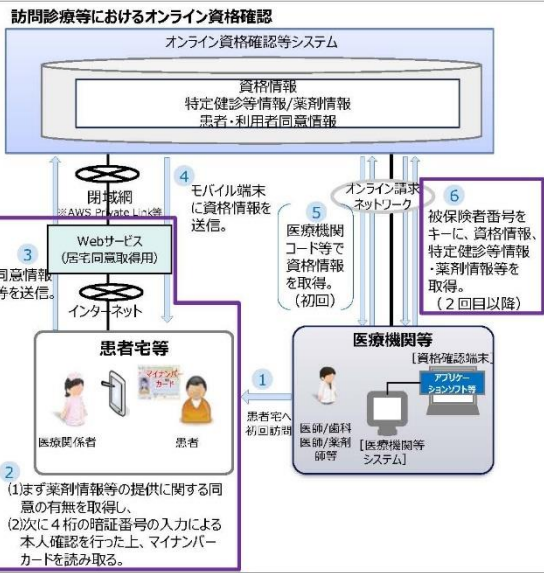 訪問診療等におけるオンライン資格確認
オンライン資格確認等システム
資格情報
特定健診等情報/薬剤情報
患者・利用者同意情報
閉域網
※AWS Private Link等
4
モバイル端末
に資格情報を
送信。
オンライン請求
ネットワーク
5
医療機関
コード等で
資格情報
を取得。
(初回)
6
被保険者番号を
キーに、資格情報、
特定健診等情報
・薬剤情報等を
取得。
(2回目以降)
3
同意情報
等を送信。
Webサービス
(居宅同意取得用)
インターネット
患者宅等
マイナンバー
カード
医療関係者
患者
1
患者宅へ
初回訪問
医療機関等
[資格確認端末]
アプリケー
ションソフト等
医師/歯科
医師/薬剤
師等
[医療機関等
システム]
2
(1)まず薬剤情報等の提供に関する同
意の有無を取得し、
(2)次に4桁の暗証番号の入力による
本人確認を行った上、マイナンバー
カードを読み取る。